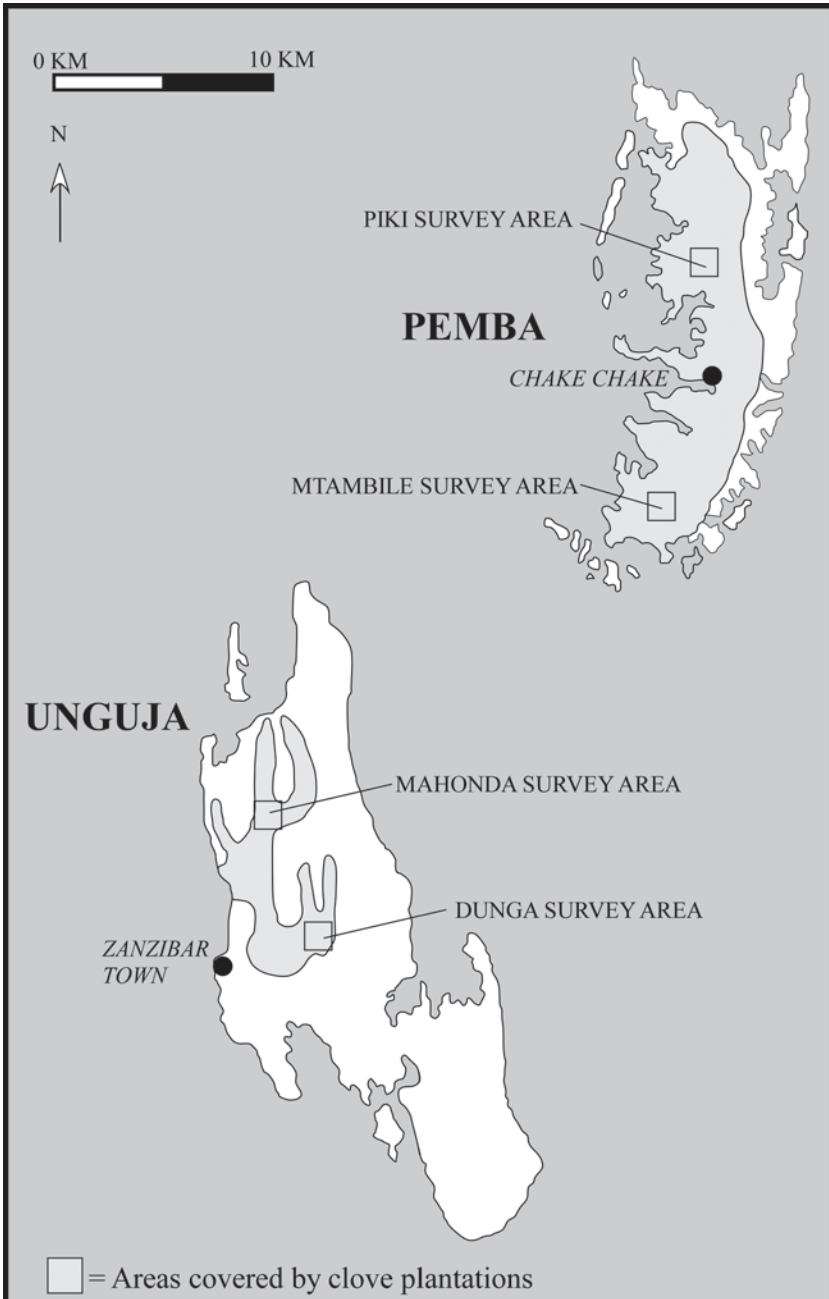 0 KM 10 KM
N
PIKI SURVEY AREA
PEMBA
CHAKE CHAKE
MTAMBILE SURVEY AREA
UNGUJA
MAHONDA SURVEY AREA
DUNGA SURVEY AREA
ZANZIBAR
TOWN
= Areas covered by clove plantations